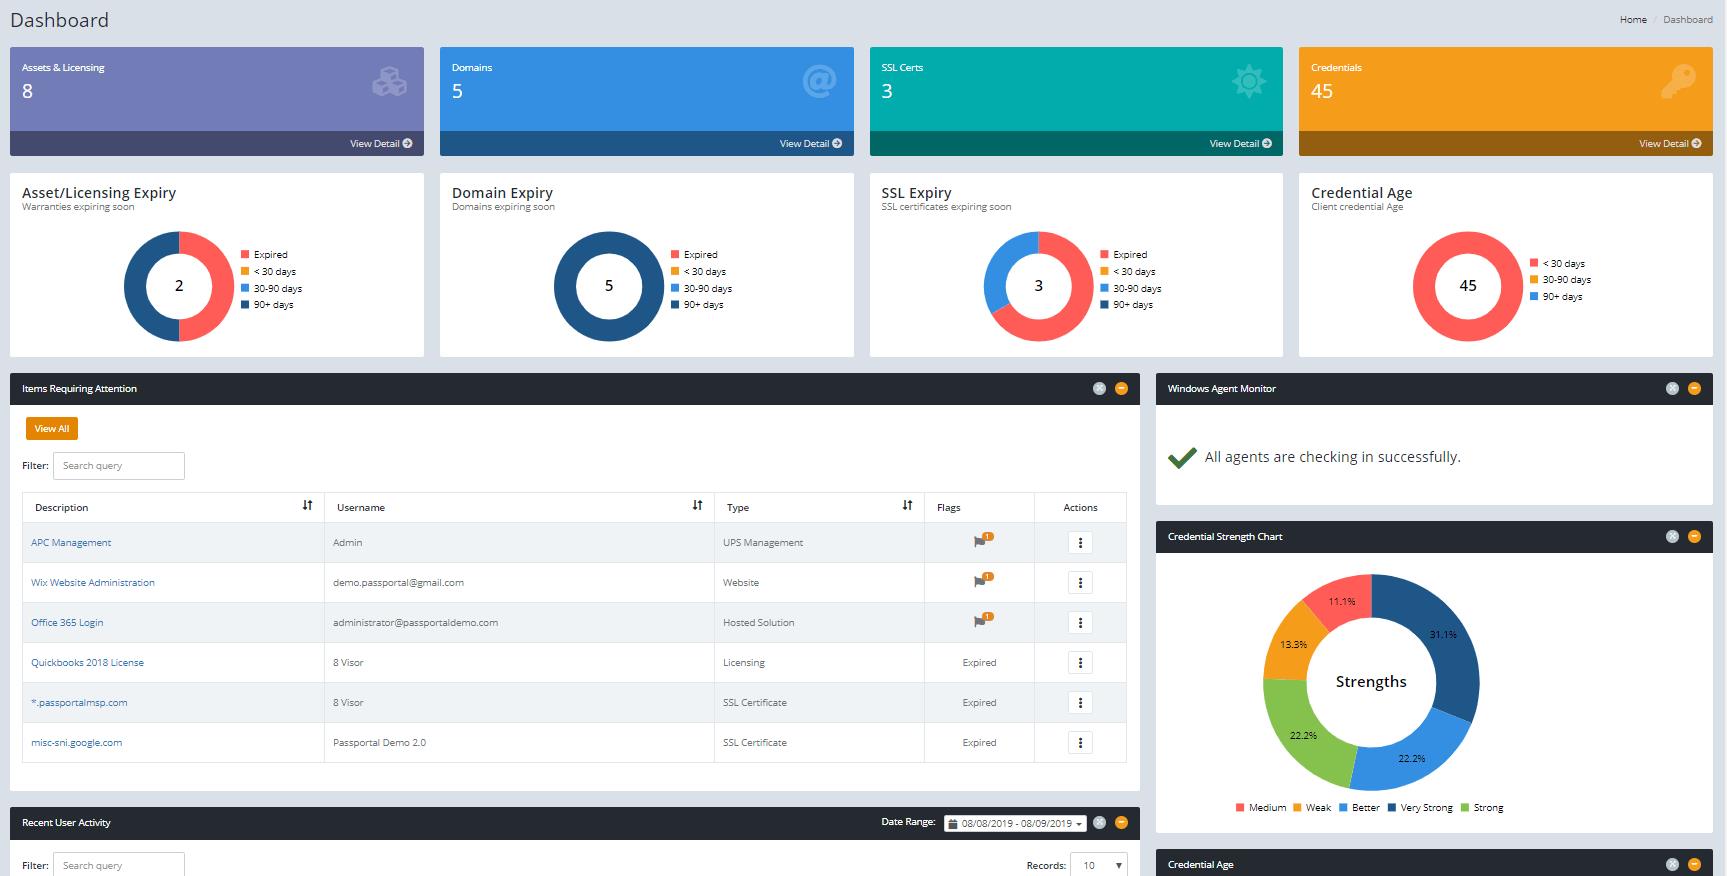 Dashboard
Home / Dashboard
Assets & Licensing
8
View Detail
Domains
5
View Detail
SSL Certs
3
View Detail
Credentials
45
View Detail
Asset/Licensing Expiry
Warranties expiring soon
2
Expired
< 30 days
30-90 days
90+ days
Domain Expiry
Domains expiring soon
5
Expired
< 30 days
30-90 days
90+ days
SSL Expiry
SSL certificates expiring soon
3
Expired
< 30 days
30-90 days
90+ days
Credential Age
Client credential Age
45
< 30 days
30-90 days
90+ days
Items Requiring Attention
View All
Filter: Search query
Description Username Type Flags Actions
APC Management Admin UPS Management 1
Wix Website Administration demo.passportal@gmail.com Website 1
Office 365 Login administrator@passportaldemo.com Hosted Solution 1
Quickbooks 2018 License 8 Visor Licensing Expired
*.passportalmsp.com 8 Visor SSL Certificate Expired
misc-sni.google.com Passportal Demo 2.0 SSL Certificate Expired
Windows Agent Monitor
All agents are checking in successfully.
Credential Strength Chart
11.1%
31.1%
13.3%
Strengths
22.2%
22.2%
Medium Weak Better Very Strong Strong
Recent User Activity
Date Range: 08/08/2019 - 08/09/2019
Filter: Search query
Records: 10
Credential Age